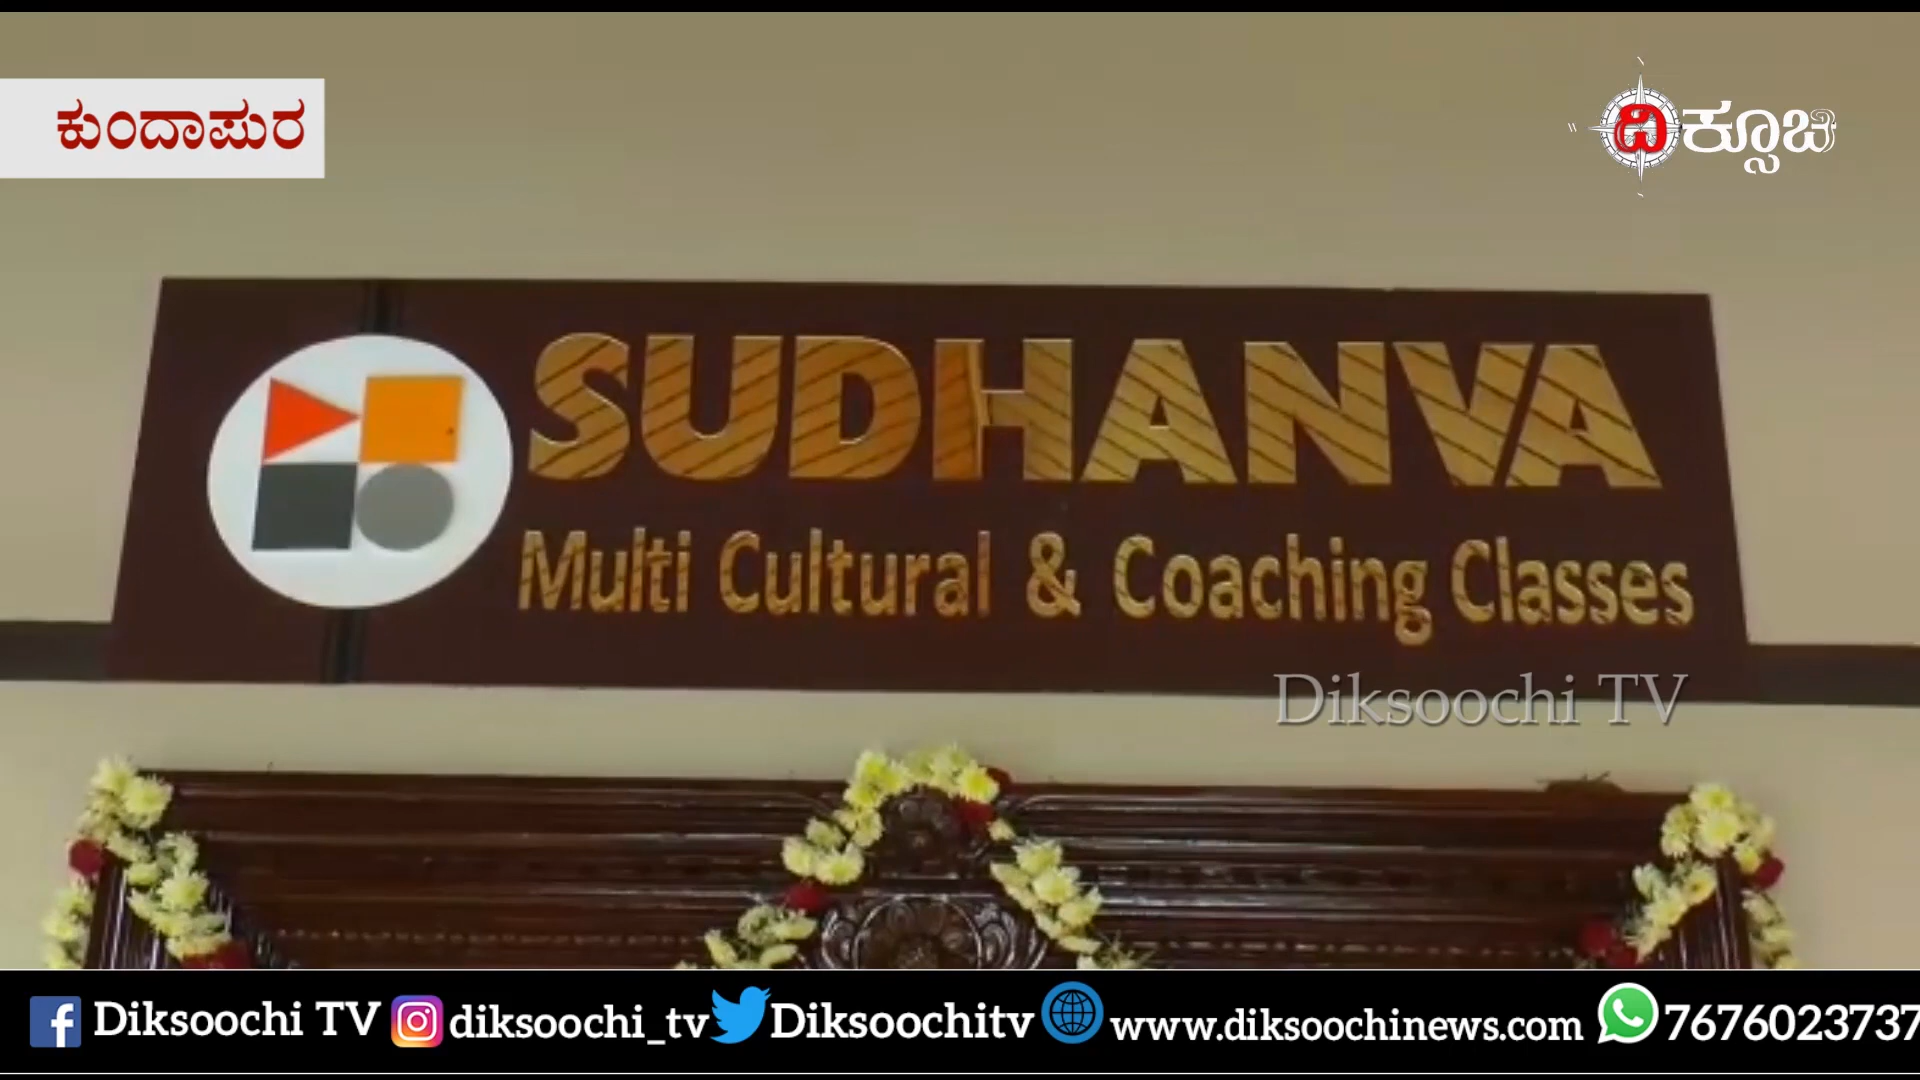 ಕುಂದಾಪುರ
ದಿಕ್ಸೂಚಿ
SUDHANVA
Multi Cultural & Coaching Classes
Diksoochi TV
Diksoochi TV diksoochi_tv Diksoochitv www.diksoochinews.com 7676023737